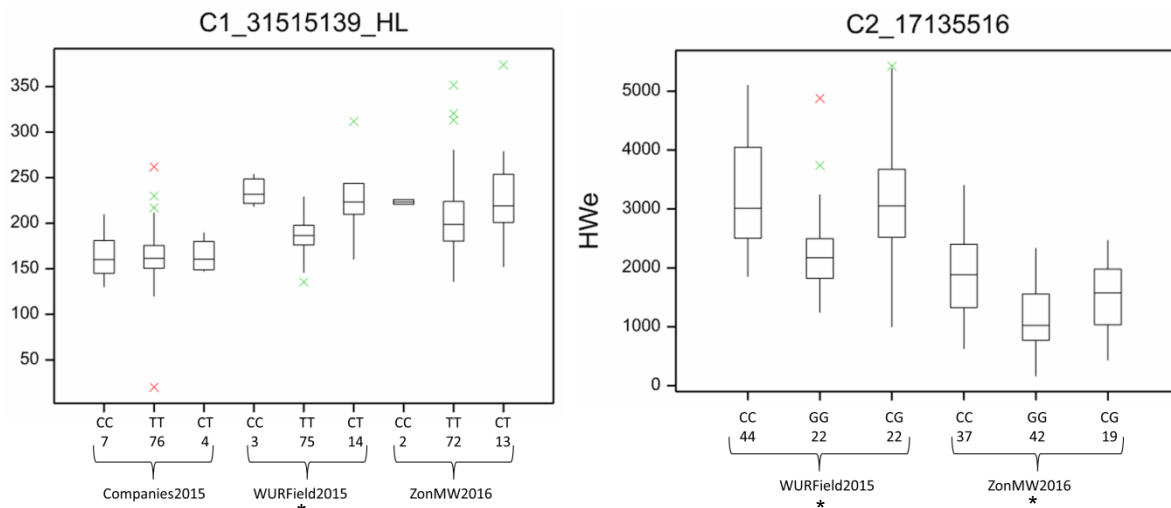 C1_31515139_HL
350
300
250
200
150
100
50
CC TT CT CC TT CT CC TT CT
7 76 4 3 75 14 2 72 13
Companies2015 WURField2015 ZonMW2016
*
C2_17135516
HWe
5000
4000
3000
2000
1000
0
CC GG CG CC GG CG
44 22 22 37 42 19
WURField2015 ZonMW2016
* *